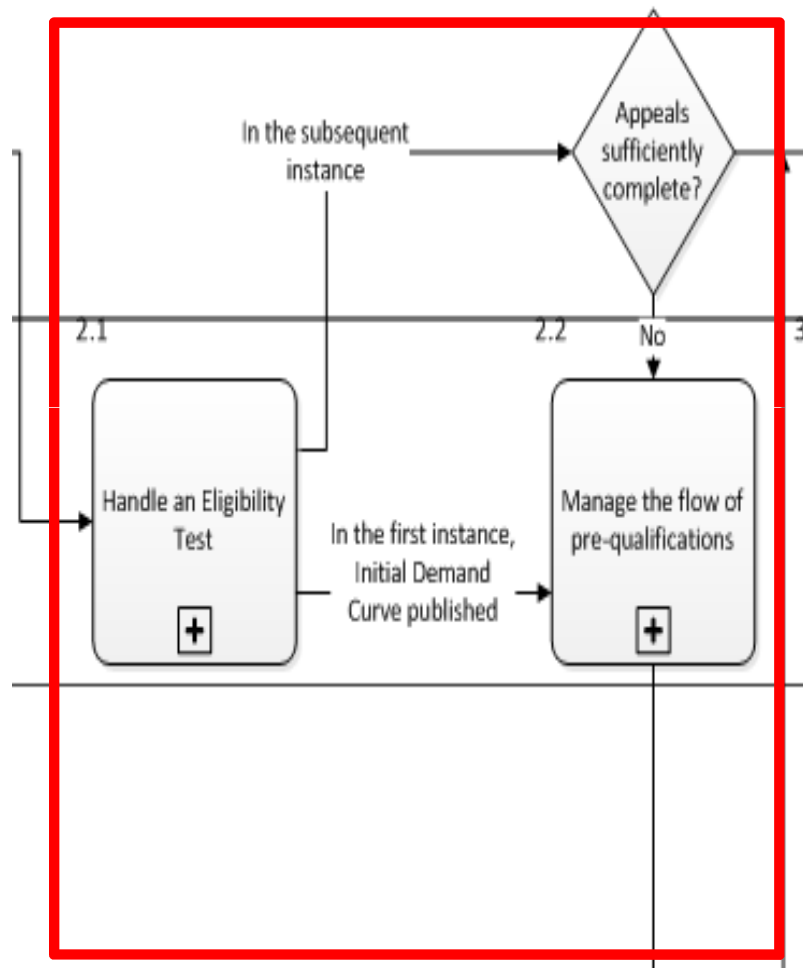 Appeals
sufficiently
complete?
In the subsequent
instance
2.1
2.2
No
3
Handle an Eligibility
Test
In the first instance,
Initial Demand
Curve published
Manage the flow of
pre-qualifications